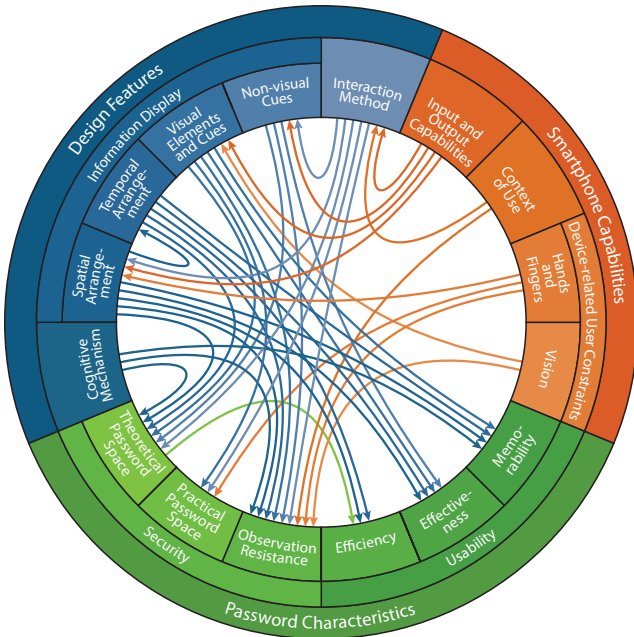 Design Features
Information Display
Non-visual
Cues
Interaction
Method
Visual
Elements
and Cues
Temporal
Arrange-
ment
Spatial
Arrange-
ment
Cognitive
Mechanism
Smartphone Capabilities
Input and
Output
Capabilities
Context
of Use
Device-related User Constraints
Hands
and
Fingers
Vision
Theoretical
Password
Space
Practical
Password
Space
Observation
Resistance
Efficiency
Effective-
ness
Memo-
rability
Security
Usability
Password Characteristics